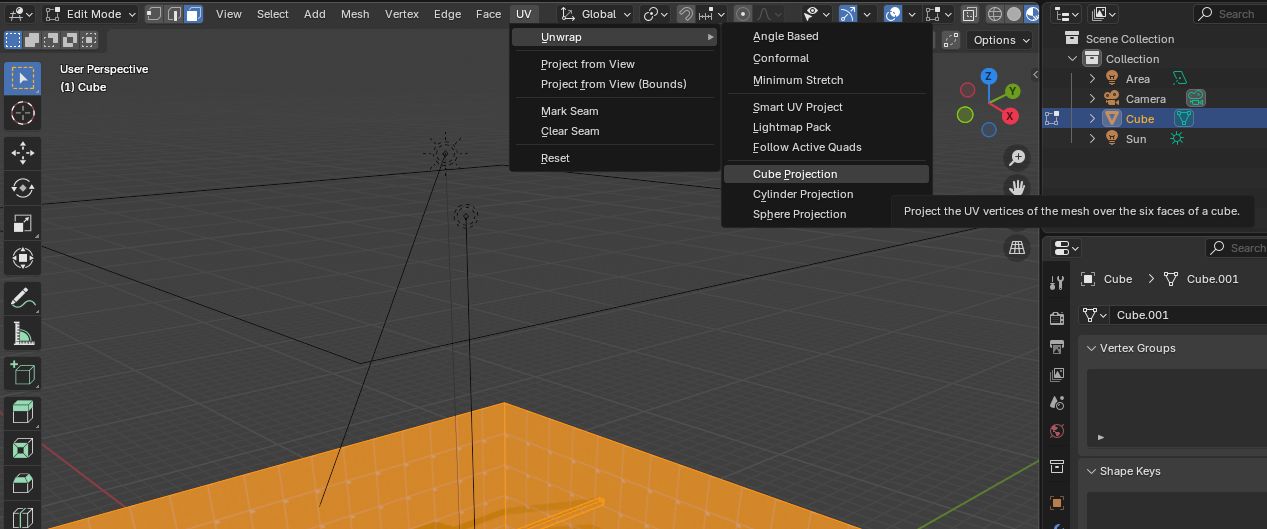 Edit Mode View Select Add Mesh Vertex Edge Face UV Global Search
Options
User Perspective
(1) Cube
Unwrap
Project from View
Project from View (Bounds)
Mark Seam
Clear Seam
Reset
Angle Based
Conformal
Minimum Stretch
Smart UV Project
Lightmap Pack
Follow Active Quads
Cube Projection
Cylinder Projection
Sphere Projection
Project the UV vertices of the mesh over the six faces of a cube.
Z
Y
X
Scene Collection
Collection
Area
Camera
Cube
Sun
Search
Cube Cube.001
Cube.001
Vertex Groups
Shape Keys